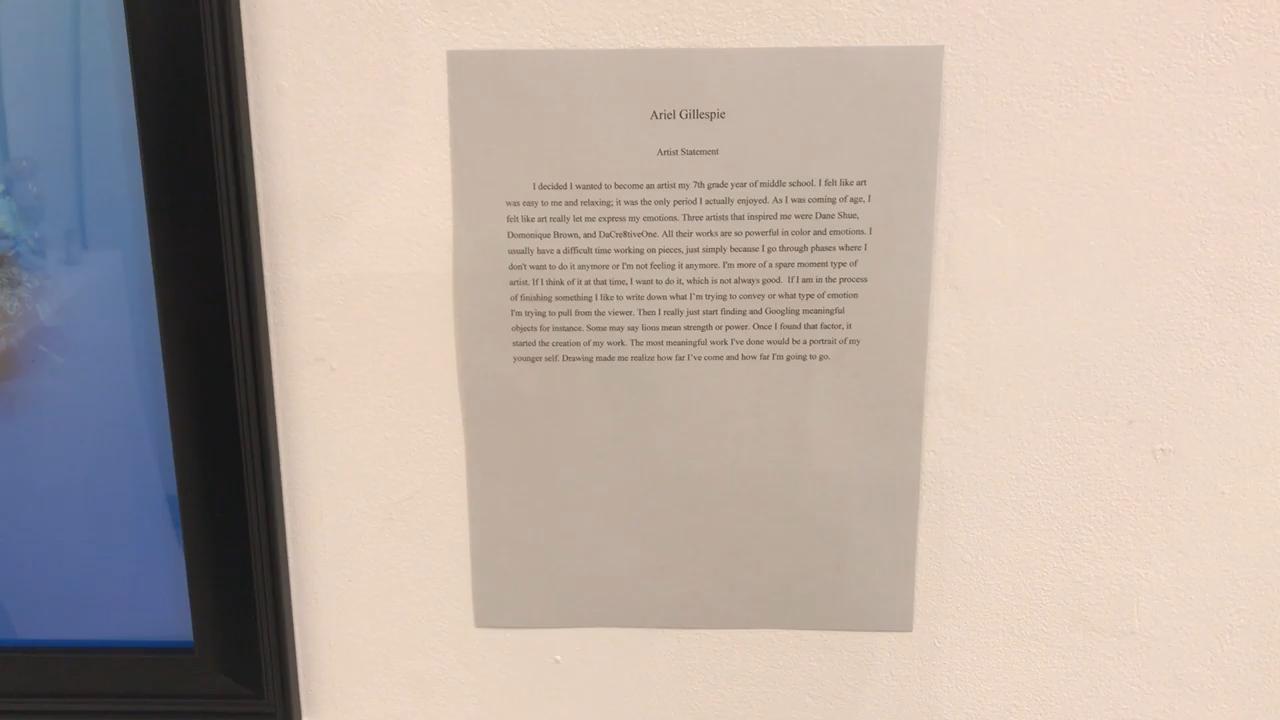 Ariel Gillespie
Artist Statement
I decided I wanted to become an artist my 7th grade year of middle school. I felt like art
was easy to me and relaxing; it was the only period I actually enjoyed. As I was coming of age, I
felt like art really let me express my emotions. Three artists that inspired me were Dane Shue,
Domonique Brown, and DaCre8tiveOne. All their works are so powerful in color and emotions. I
usually have a difficult time working on pieces, just simply because I go through phases where I
don't want to do it anymore or I'm not feeling it anymore. I'm more of a spare moment type of
artist. If I think of it at that time, I want to do it, which is not always good. If I am in the process
of finishing something I like to write down what I'm trying to convey or what type of emotion
I'm trying to pull from the viewer. Then I really just start finding and Googling meaningful
objects for instance. Some may say lions mean strength or power. Once I found that factor, it
started the creation of my work. The most meaningful work I've done would be a portrait of my
younger self. Drawing made me realize how far I've come and how far I'm going to go.